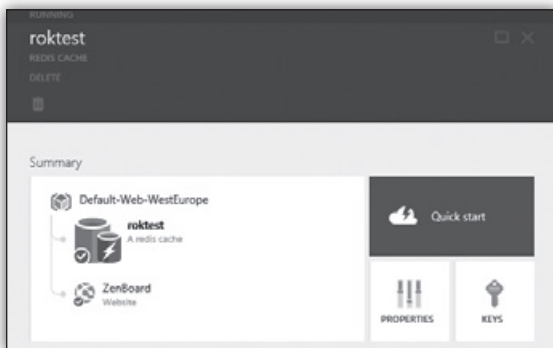 RUNNING
roktest
REDIS CACHE
DELETE
Summary
Default-Web-WestEurope
roktest
A redis cache
ZenBoard
Website
Quick start
PROPERTIES
KEYS